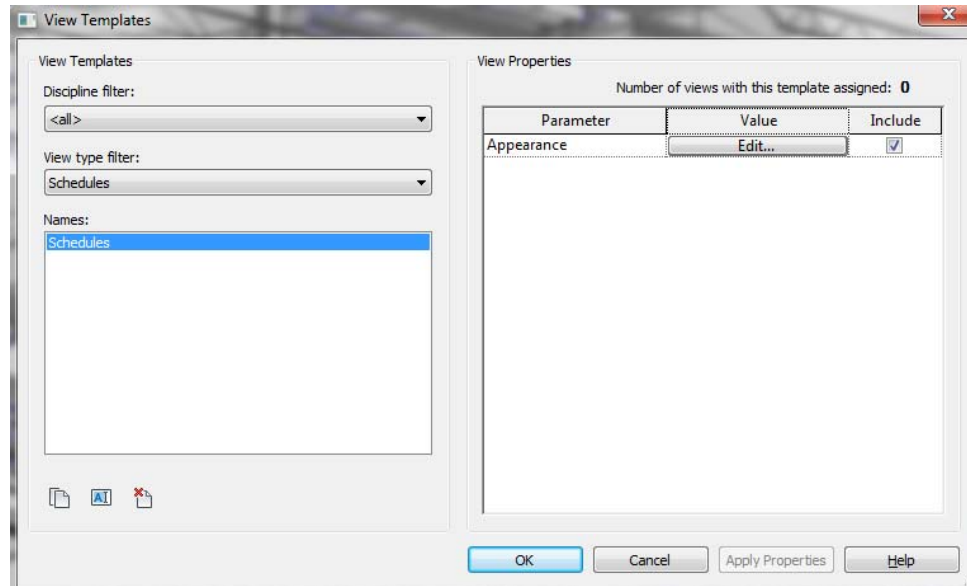 View Templates
View Templates
Discipline filter:
<all>
View type filter:
Schedules
Names:
Schedules
AI
View Properties
Number of views with this template assigned: 0
Parameter Value Include
Appearance Edit...
OK Cancel Apply Properties Help